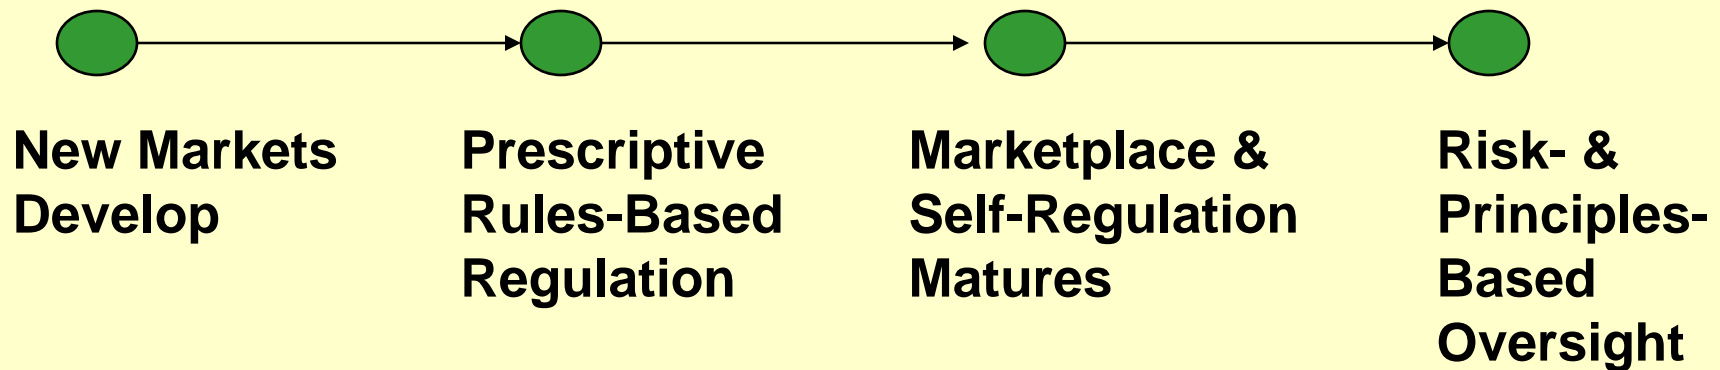 New Markets
Develop
Prescriptive
Rules-Based
Regulation
Marketplace &
Self-Regulation
Matures
Risk- &
Principles-
Based
Oversight